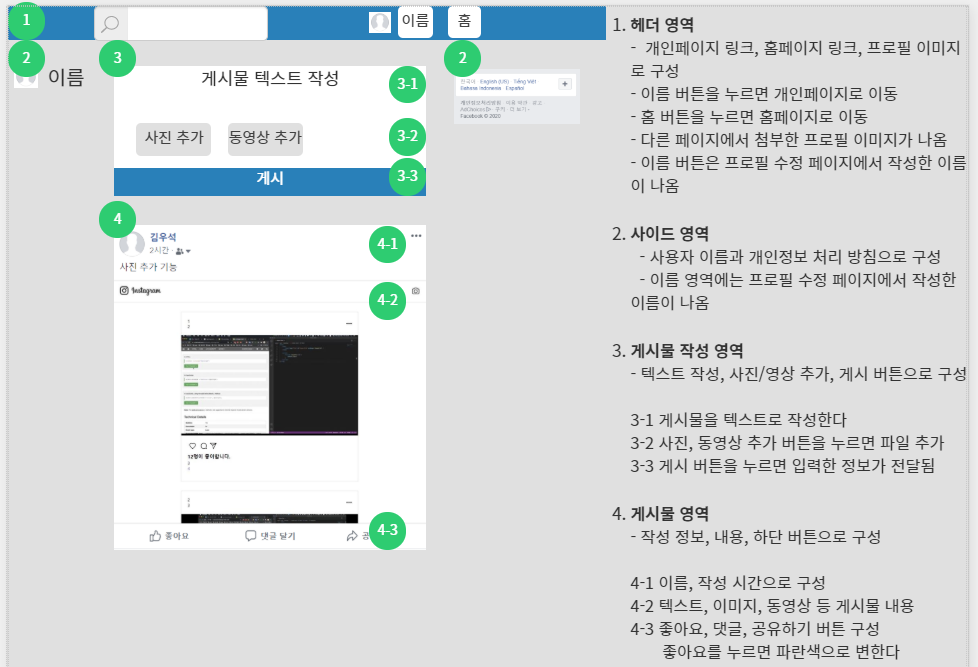 1
이름
홈
2
이름
3
게시물 텍스트 작성
3-1
사진 추가
동영상 추가
3-2
게시
3-3
2
한국어 · English (US) · Tiếng Việt
Bahasa Indonesia · Español
+
개인정보처리방침 · 이용 약관 · 광고 ·
AdChoices · 쿠키 · 더 보기 ·
Facebook © 2020
4
김우석
2시간 ·
4-1
사진 추가 기능
Instagram
4-2
1
2
12명이 좋아합니다.
3
4
2
3
좋아요
댓글 달기
4-3
1. 헤더 영역
- 개인페이지 링크, 홈페이지 링크, 프로필 이미지
로 구성
- 이름 버튼을 누르면 개인페이지로 이동
- 홈 버튼을 누르면 홈페이지로 이동
- 다른 페이지에서 첨부한 프로필 이미지가 나옴
- 이름 버튼은 프로필 수정 페이지에서 작성한 이름
이 나옴
2. 사이드 영역
- 사용자 이름과 개인정보 처리 방침으로 구성
- 이름 영역에는 프로필 수정 페이지에서 작성한
이름이 나옴
3. 게시물 작성 영역
- 텍스트 작성, 사진/영상 추가, 게시 버튼으로 구성
3-1 게시물을 텍스트로 작성한다
3-2 사진, 동영상 추가 버튼을 누르면 파일 추가
3-3 게시 버튼을 누르면 입력한 정보가 전달됨
4. 게시물 영역
- 작성 정보, 내용, 하단 버튼으로 구성
4-1 이름, 작성 시간으로 구성
4-2 텍스트, 이미지, 동영상 등 게시물 내용
4-3 좋아요, 댓글, 공유하기 버튼 구성
좋아요를 누르면 파란색으로 변한다